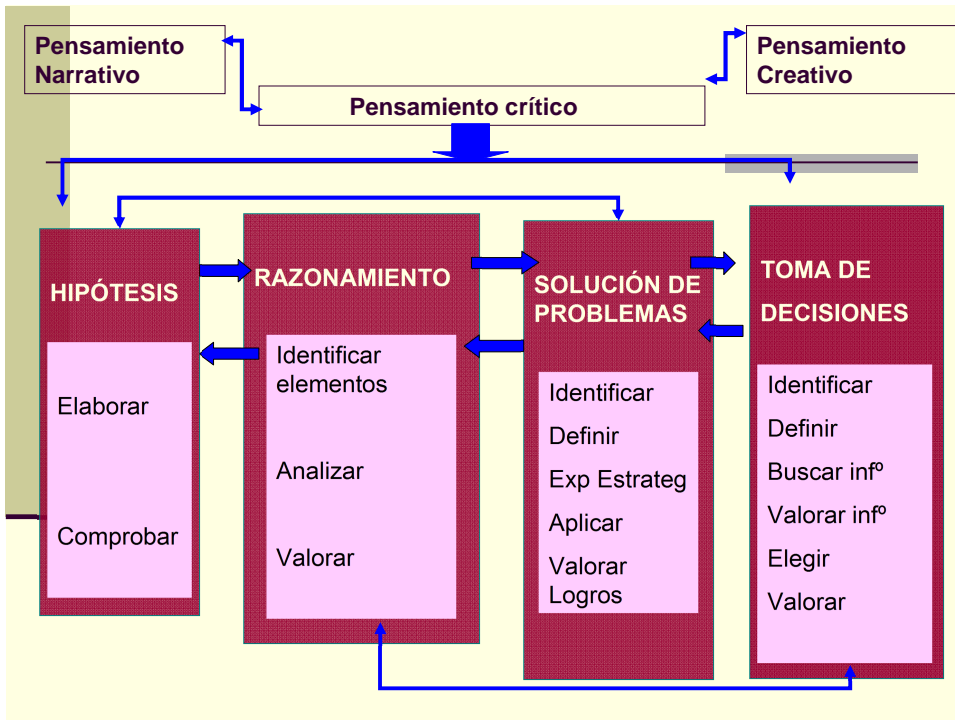 Pensamiento
Narrativo
Pensamiento
Creativo
Pensamiento crítico
HIPÓTESIS
Elaborar
Comprobar
RAZONAMIENTO
Identificar
elementos
Analizar
Valorar
SOLUCIÓN DE
PROBLEMAS
Identificar
Definir
Exp Estrateg
Aplicar
Valorar
Logros
TOMA DE
DECISIONES
Identificar
Definir
Buscar infº
Valorar infº
Elegir
Valorar